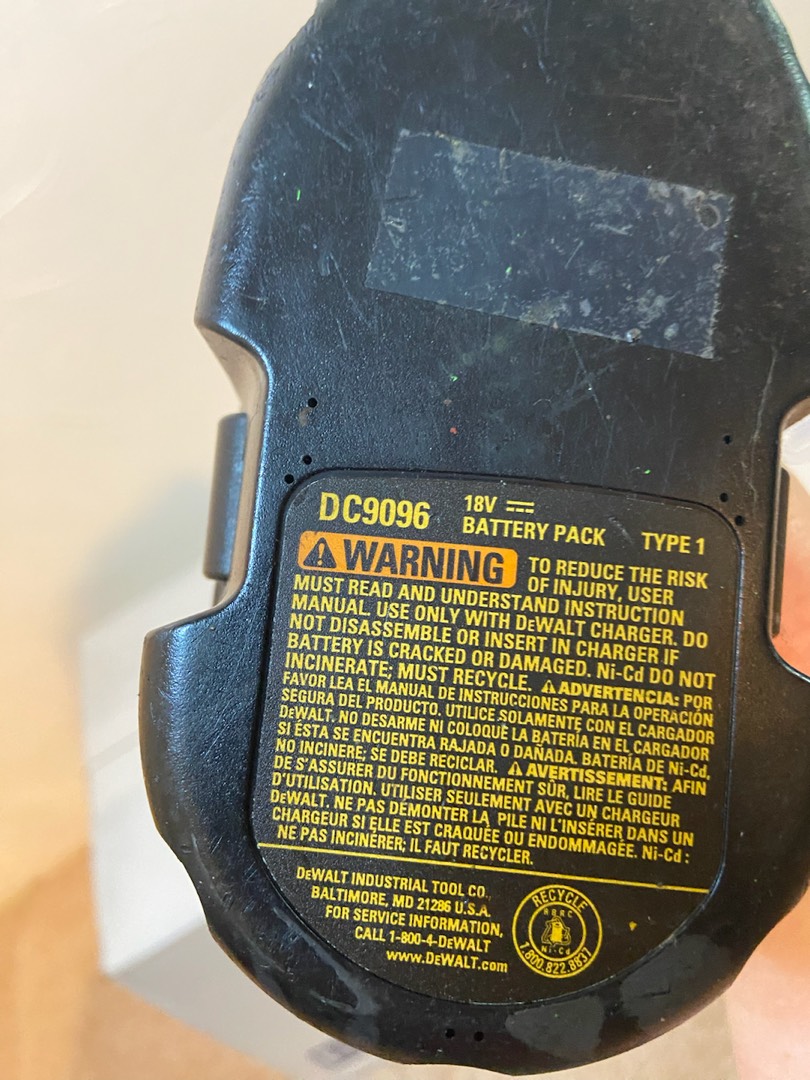 DC9096 18V ⎓
BATTERY PACK TYPE 1
⚠WARNING TO REDUCE THE RISK
OF INJURY, USER
MUST READ AND UNDERSTAND INSTRUCTION
MANUAL. USE ONLY WITH DEWALT CHARGER. DO
NOT DISASSEMBLE OR INSERT IN CHARGER IF
BATTERY IS CRACKED OR DAMAGED. Ni-Cd DO NOT
INCINERATE; MUST RECYCLE. ⚠ADVERTENCIA: POR
FAVOR LEA EL MANUAL DE INSTRUCCIONES PARA LA OPERACIÓN
SEGURA DEL PRODUCTO. UTILICE SOLAMENTE CON EL CARGADOR
DEWALT. NO DESARME NI COLOQUE LA BATERÍA EN EL CARGADOR
SI ÉSTA SE ENCUENTRA RAJADA O DAÑADA. BATERÍA DE Ni-Cd,
NO INCINERE; SE DEBE RECICLAR. ⚠AVERTISSEMENT: AFIN
DE S'ASSURER DU FONCTIONNEMENT SÛR, LIRE LE GUIDE
D'UTILISATION. UTILISER SEULEMENT AVEC UN CHARGEUR
DEWALT. NE PAS DEMONTER LA PILE NI L'INSÉRER DANS UN
CHARGEUR SI ELLE EST CRAQUÉE OU ENDOMMAGÉE. Ni-Cd :
NE PAS INCINÉRER; IL FAUT RECYCLER.
DEWALT INDUSTRIAL TOOL CO.,
BALTIMORE, MD 21286 U.S.A.
FOR SERVICE INFORMATION,
CALL 1-800-4-DEWALT
www.DEWALT.com
RECYCLE
RBRC
Ni-Cd
1.800.822.8837